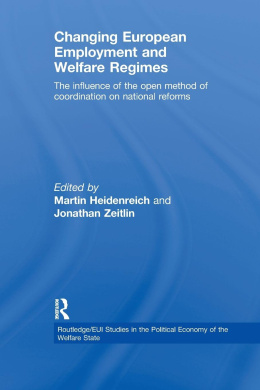 Changing European
Employment and
Welfare Regimes
The influence of the open method of
coordination on national reforms
Edited by
Martin Heidenreich and
Jonathan Zeitlin
ROUTLEDGE
Routledge/EUI Studies in the Political Economy of the
Welfare State